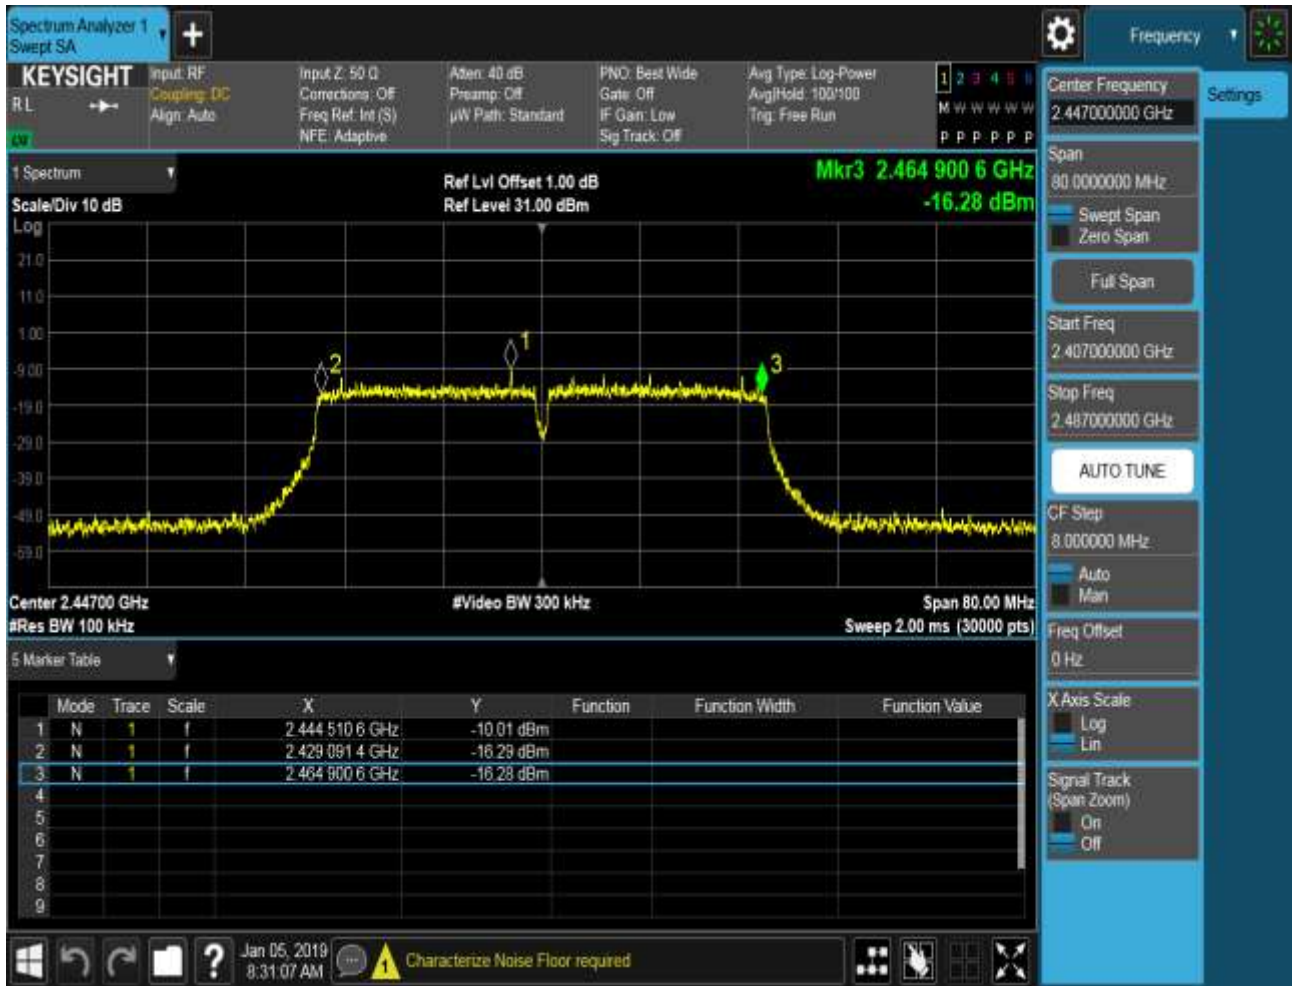 Spectrum Analyzer 1
Swept SA
+
Frequency
KEYSIGHT
RL
Input: RF
Coupling: DC
Align: Auto
Input Z: 50 Ω
Corrections: Off
Freq Ref: Int (S)
NFE: Adaptive
Atten: 40 dB
Preamp: Off
µW Path: Standard
PNO: Best Wide
Gate: Off
IF Gain: Low
Sig Track: Off
Avg Type: Log-Power
Avg|Hold: 100/100
Trig: Free Run
1 2 3 4 5 6
M W W W W W
P P P P P P
1 Spectrum
Scale/Div 10 dB
Ref Lvl Offset 1.00 dB
Ref Level 31.00 dBm
Mkr3 2.464 900 6 GHz
-16.28 dBm
Log
21.0
11.0
1.00
-9.00
-19.0
-29.0
-39.0
-49.0
-59.0
1
2
3
Center 2.44700 GHz
#Res BW 100 kHz
#Video BW 300 kHz
Span 80.00 MHz
Sweep 2.00 ms (30000 pts)
5 Marker Table
Mode Trace Scale X Y Function Function Width Function Value
1 N 1 f 2.444 510 6 GHz -10.01 dBm
2 N 1 f 2.429 091 4 GHz -16.29 dBm
3 N 1 f 2.464 900 6 GHz -16.28 dBm
4
5
6
7
8
9
?
Jan 05, 2019
8:31:07 AM
1
Characterize Noise Floor required
Settings
Center Frequency
2.447000000 GHz
Span
80.0000000 MHz
Swept Span
Zero Span
Full Span
Start Freq
2.407000000 GHz
Stop Freq
2.487000000 GHz
AUTO TUNE
CF Step
8.000000 MHz
Auto
Man
Freq Offset
0 Hz
X Axis Scale
Log
Lin
Signal Track
(Span Zoom)
On
Off